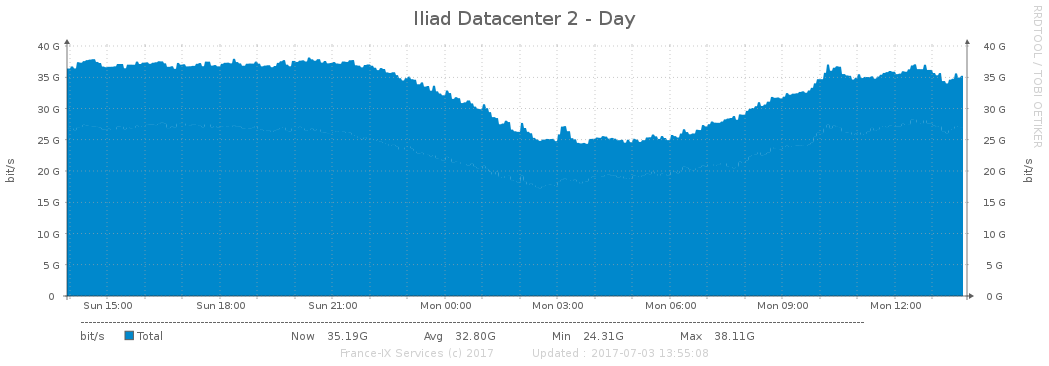 Iliad Datacenter 2 - Day
RRDTOOL / TOBI OETIKER
40 G 40 G
35 G 35 G
30 G 30 G
25 G 25 G
20 G 20 G
15 G 15 G
10 G 10 G
5 G 5 G
0 0 G
bit/s bit/s
Sun 15:00 Sun 18:00 Sun 21:00 Mon 00:00 Mon 03:00 Mon 06:00 Mon 09:00 Mon 12:00
bit/s Total Now 35.19G Avg 32.80G Min 24.31G Max 38.11G
France-IX Services (c) 2017 Updated : 2017-07-03 13:55:08